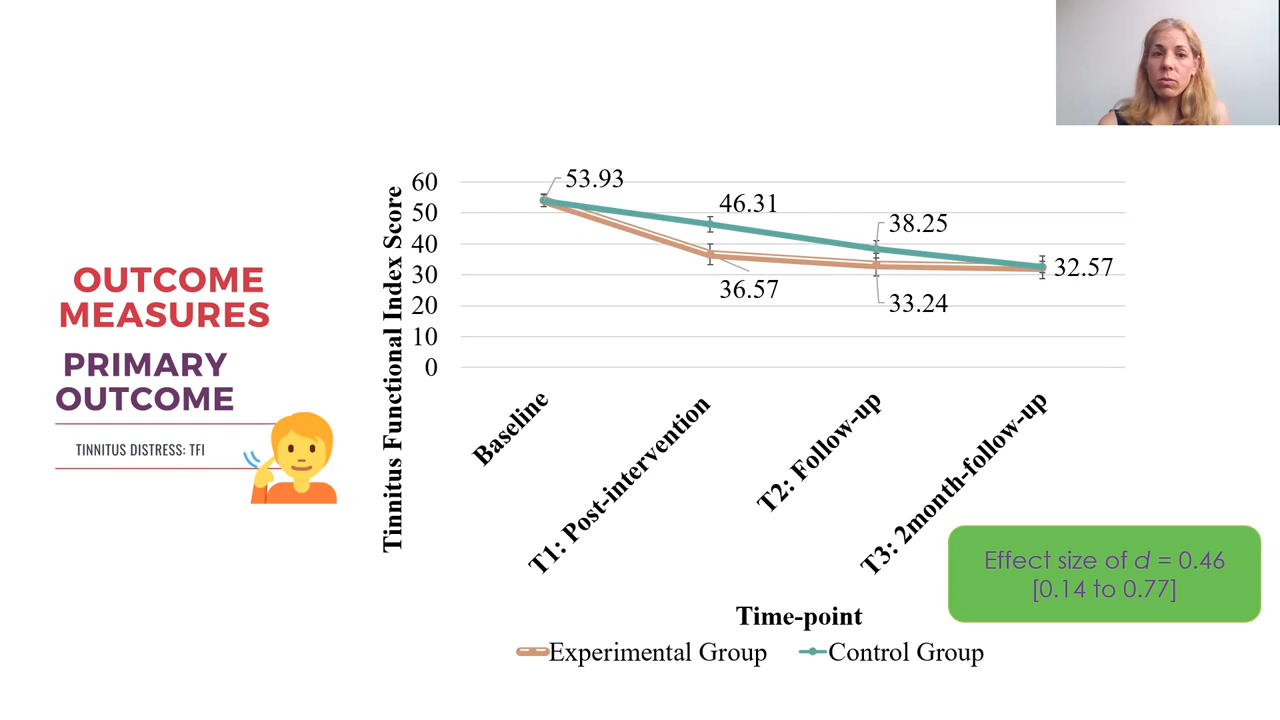 OUTCOME
MEASURES
PRIMARY
OUTCOME
TINNITUS DISTRESS: TFI
Tinnitus Functional Index Score
60
50
40
30
20
10
0
53.93
46.31
38.25
32.57
36.57
33.24
Baseline
T1: Post-intervention
T2: Follow-up
T3: 2month-follow-up
Time-point
Experimental Group
Control Group
Effect size of d = 0.46
[0.14 to 0.77]